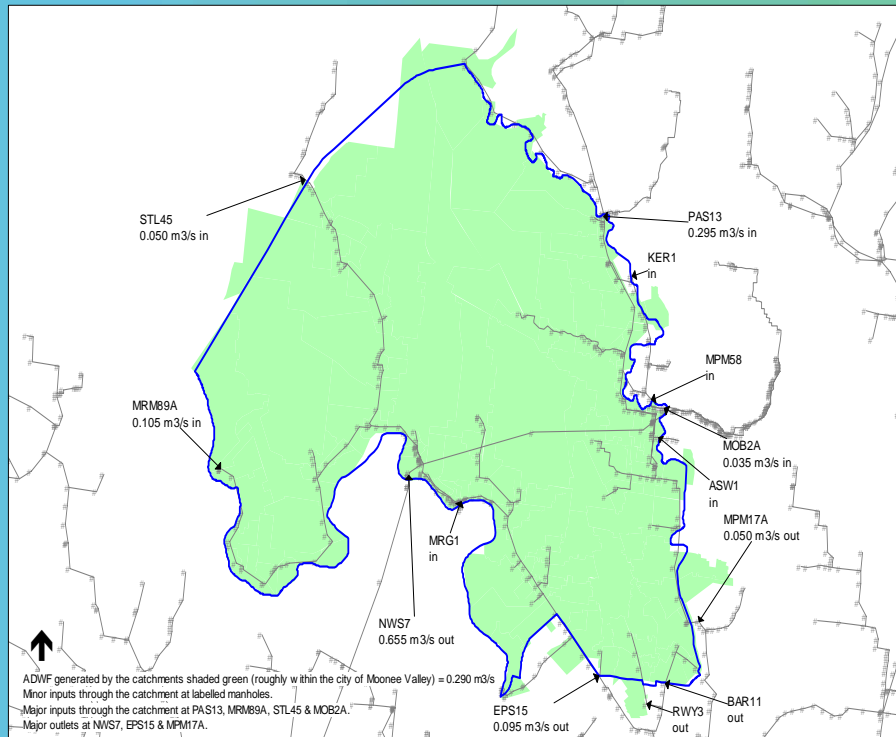 STL45
0.050 m3/s in
PAS13
0.295 m3/s in
KER1
in
MPM58
in
MRM89A
0.105 m3/s in
MOB2A
0.035 m3/s in
ASW1
in
MPM17A
0.050 m3/s out
MRG1
in
NWS7
0.655 m3/s out
ADWF generated by the catchments shaded green (roughly within the city of Moonee Valley) = 0.290 m3/s
Minor inputs through the catchment at labelled manholes.
Major inputs through the catchment at PAS13, MRM89A, STL45 & MOB2A.
Major outlets at NWS7, EPS15 & MPM17A.
EPS15
0.095 m3/s out
RWY3
out
BAR11
out